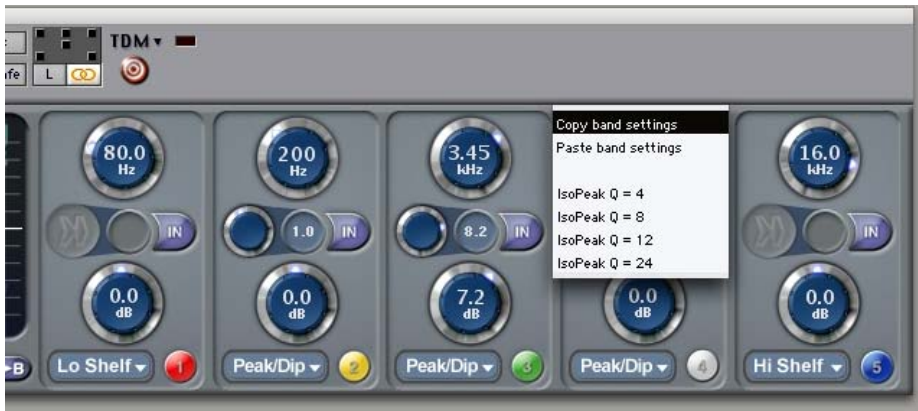 TDM
fe
L
80.0
Hz
IN
0.0
dB
Lo Shelf
1
200
Hz
1.0
IN
0.0
dB
Peak/Dip
2
3.45
kHz
8.2
IN
7.2
dB
Peak/Dip
3
Copy band settings
Paste band settings
IsoPeak Q = 4
IsoPeak Q = 8
IsoPeak Q = 12
IsoPeak Q = 24
0.0
dB
Peak/Dip
4
16.0
kHz
IN
0.0
dB
Hi Shelf
5
B